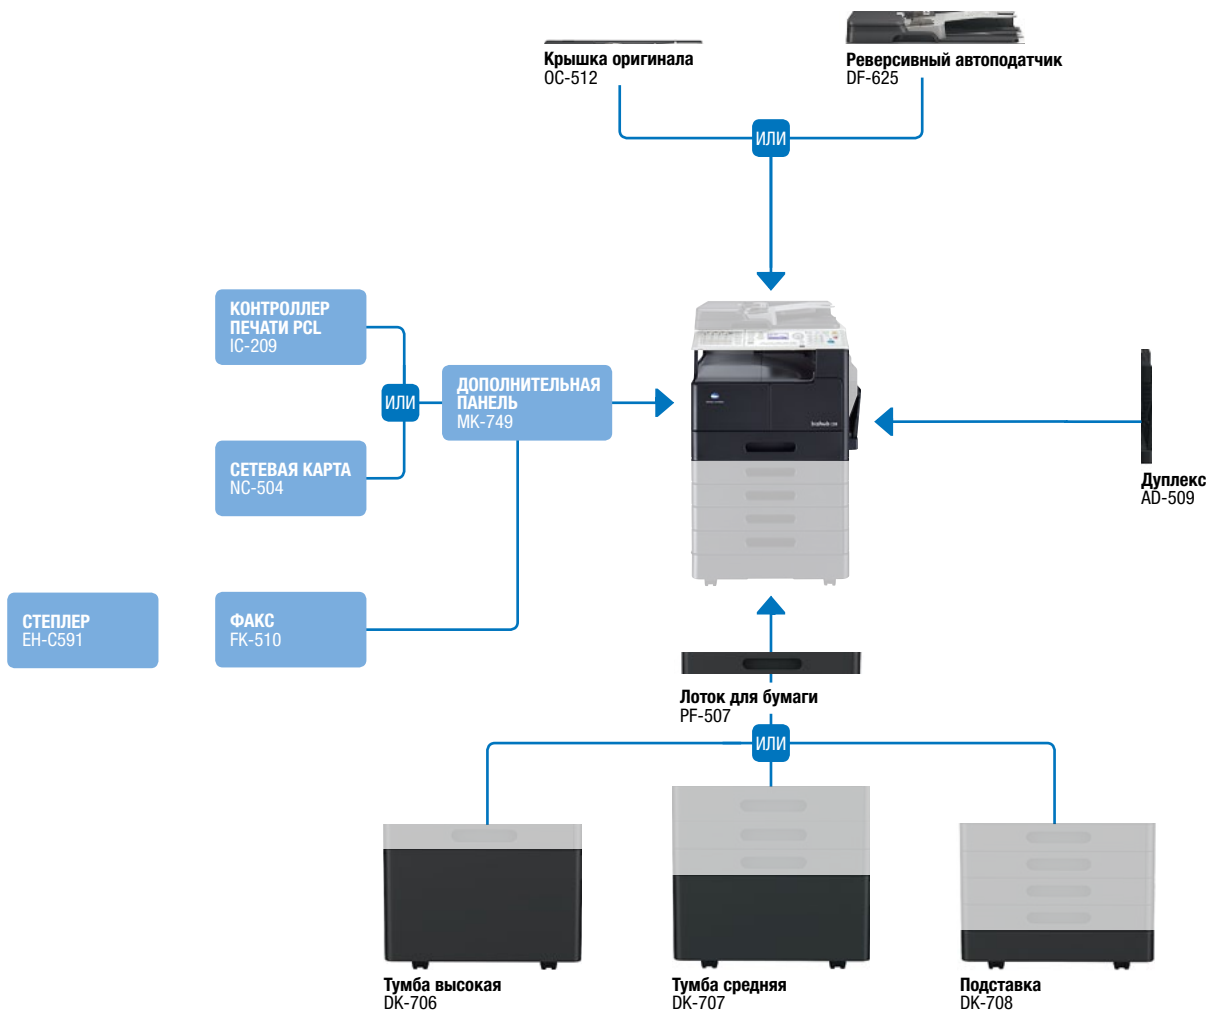 Крышка оригинала
OC-512
Реверсивный автоподатчик
DF-625
ИЛИ
КОНТРОЛЛЕР
ПЕЧАТИ PCL
IC-209
ИЛИ
ДОПОЛНИТЕЛЬНАЯ
ПАНЕЛЬ
MK-749
СЕТЕВАЯ КАРТА
NC-504
Дуплекс
AD-509
СТЕПЛЕР
EH-C591
ФАКС
FK-510
Лоток для бумаги
PF-507
ИЛИ
Тумба высокая
DK-706
Тумба средняя
DK-707
Подставка
DK-708